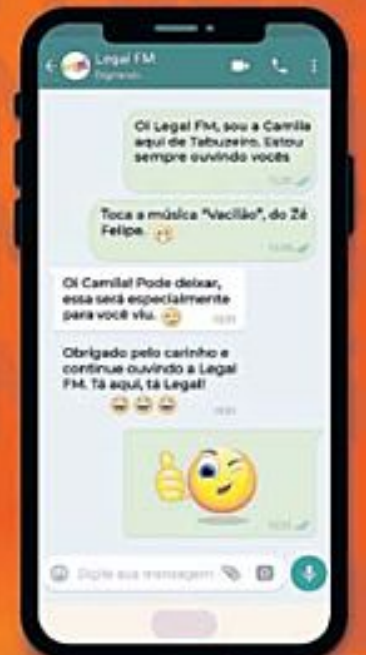 Legal FM
Digitando
Oi Legal FM, sou a Camila
aqui de Tabuzeiro. Estou
sempre ouvindo vocês
Toca a música "Vacilão", do Zé
Felipe.
Oi Camila! Pode deixar,
essa será especialmente
para você viu.
Obrigado pelo carinho e
continue ouvindo a Legal
FM. Tá aqui, tá Legal!
Digite sua mensagem